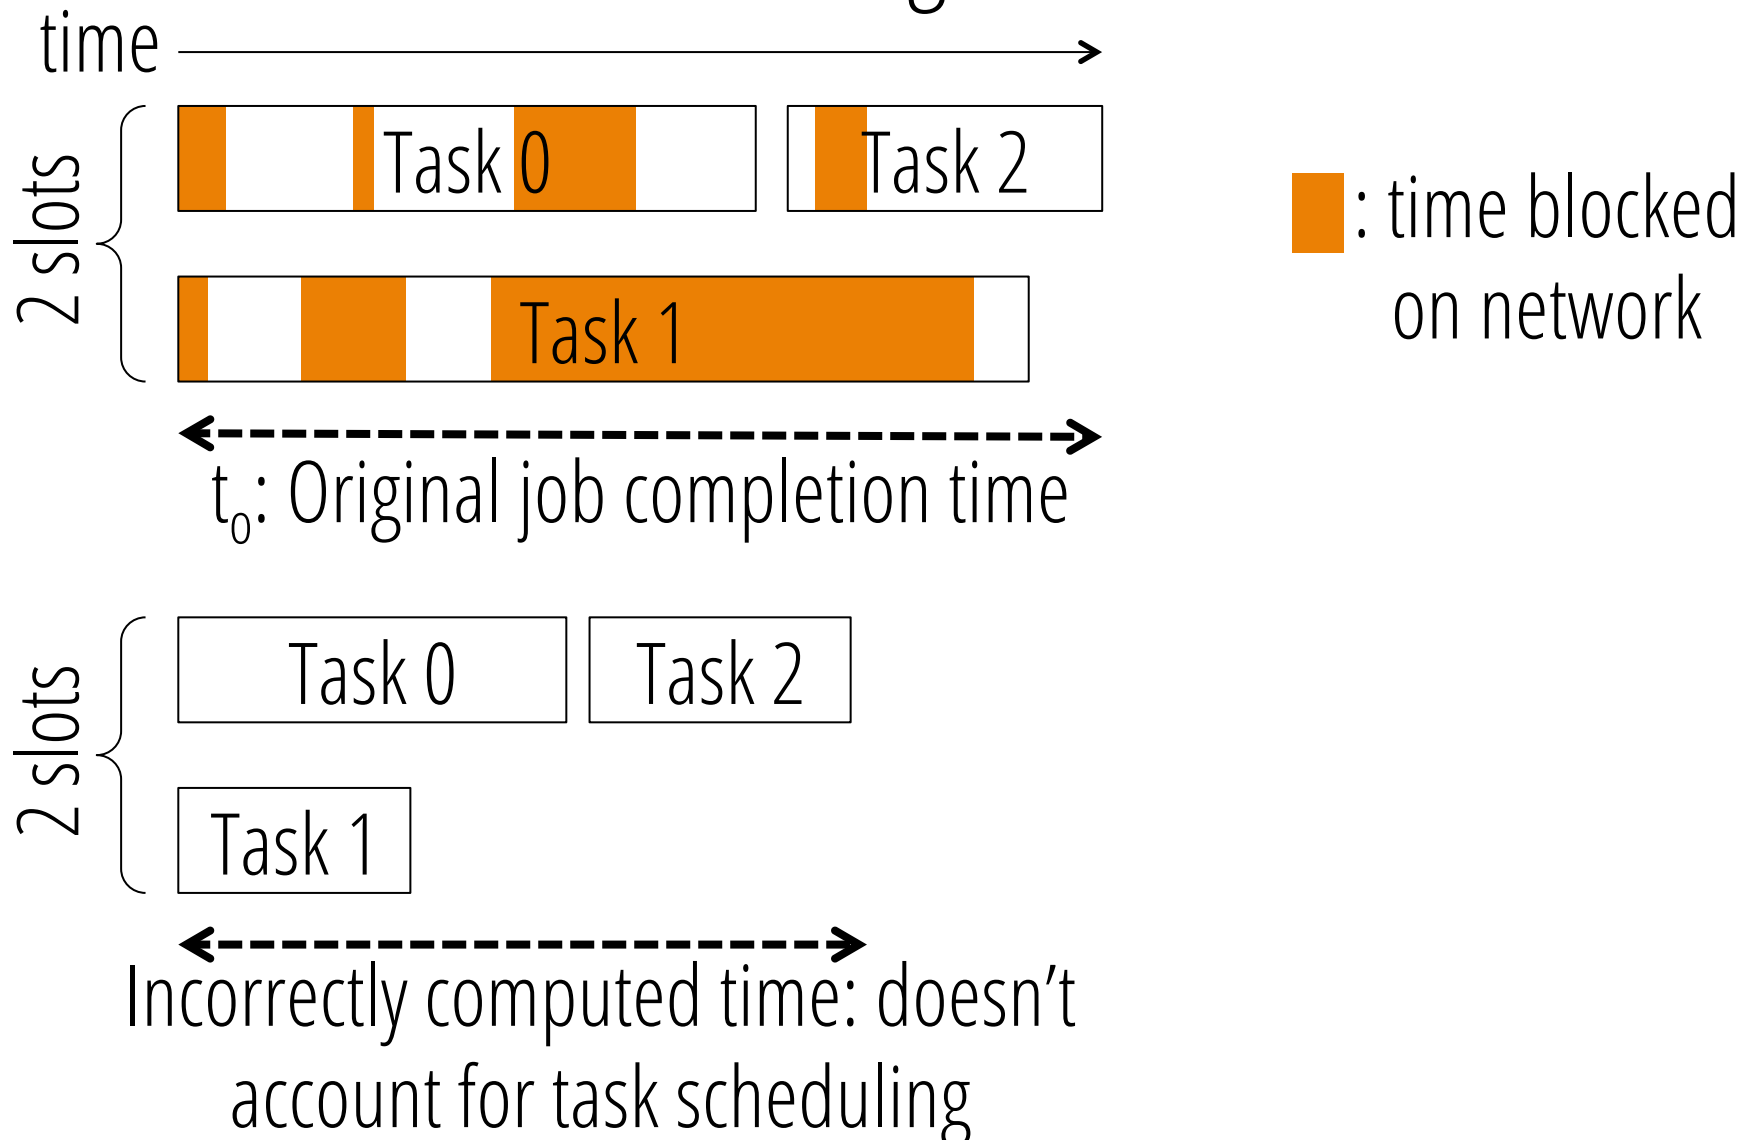 time
2 slots
Task 0
Task 2
Task 1
: time blocked
on network
to: Original job completion time
2 slots
Task 0
Task 2
Task 1
Incorrectly computed time: doesn’t
account for task scheduling